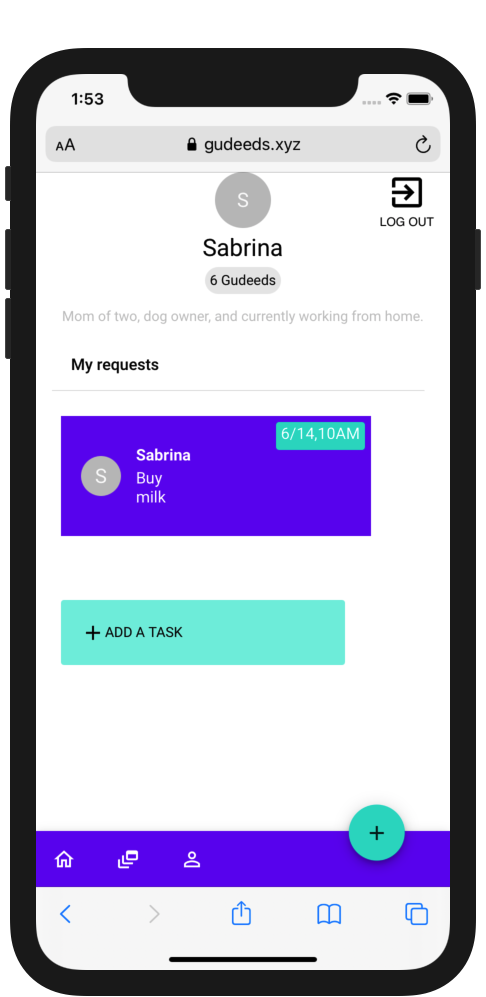 1:53
AA
gudeeds.xyz
S
LOG OUT
Sabrina
6 Gudeeds
Mom of two, dog owner, and currently working from home.
My requests
6/14,10AM
Sabrina
S
Buy
milk
+ ADD A TASK
+